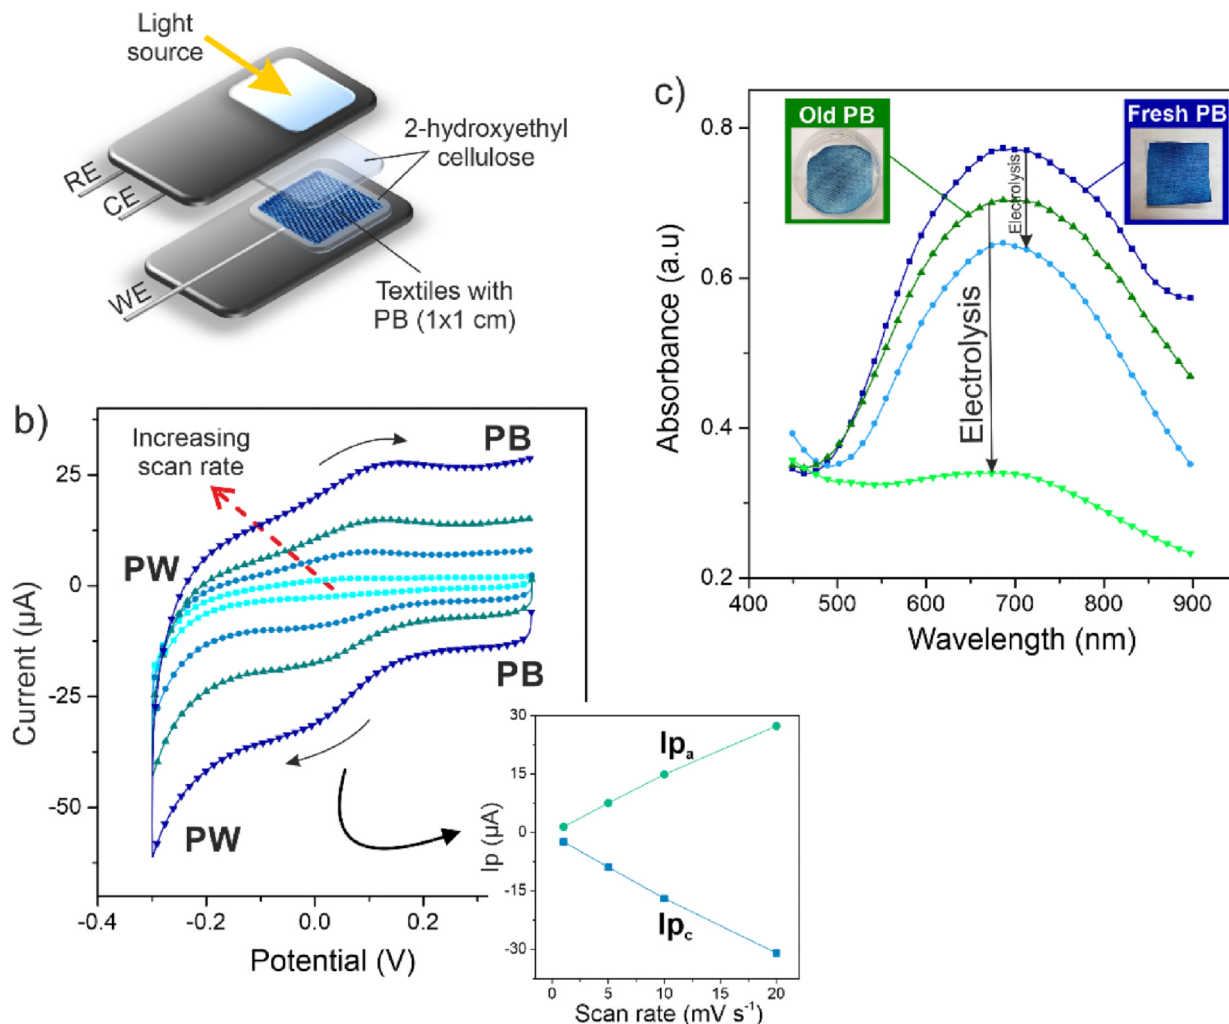 Light
source
2-hydroxyethyl
cellulose
RE
CE
WE
Textiles with
PB (1x1 cm)
b)
Increasing
scan rate
PB
PW
PB
PW
25
0
-25
-50
Current (µA)
-0.4
-0.2
0.0
0.2
Potential (V)
30
15
0
-15
-30
Ip (µA)
Ipa
Ipc
0
5
10
15
20
Scan rate (mV s⁻¹)
c)
Old PB
Fresh PB
Electrolysis
Electrolysis
0.8
0.6
0.4
0.2
Absorbance (a.u)
400
500
600
700
800
900
Wavelength (nm)